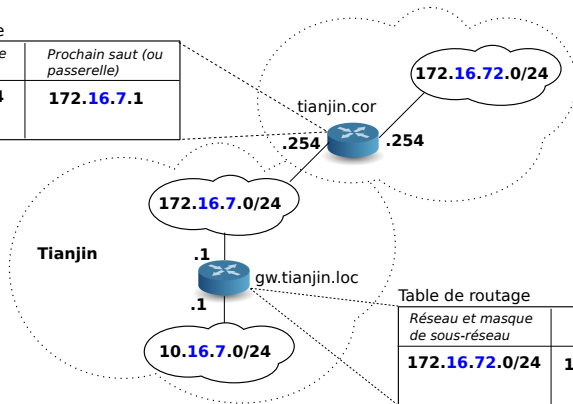 Prochain saut (ou
passerelle)
172.16.7.1
172.16.72.0/24
tianjin.cor
.254
.254
172.16.7.0/24
Tianjin
.1
gw.tianjin.loc
.1
10.16.7.0/24
Table de routage
Réseau et masque
de sous-réseau
172.16.72.0/24